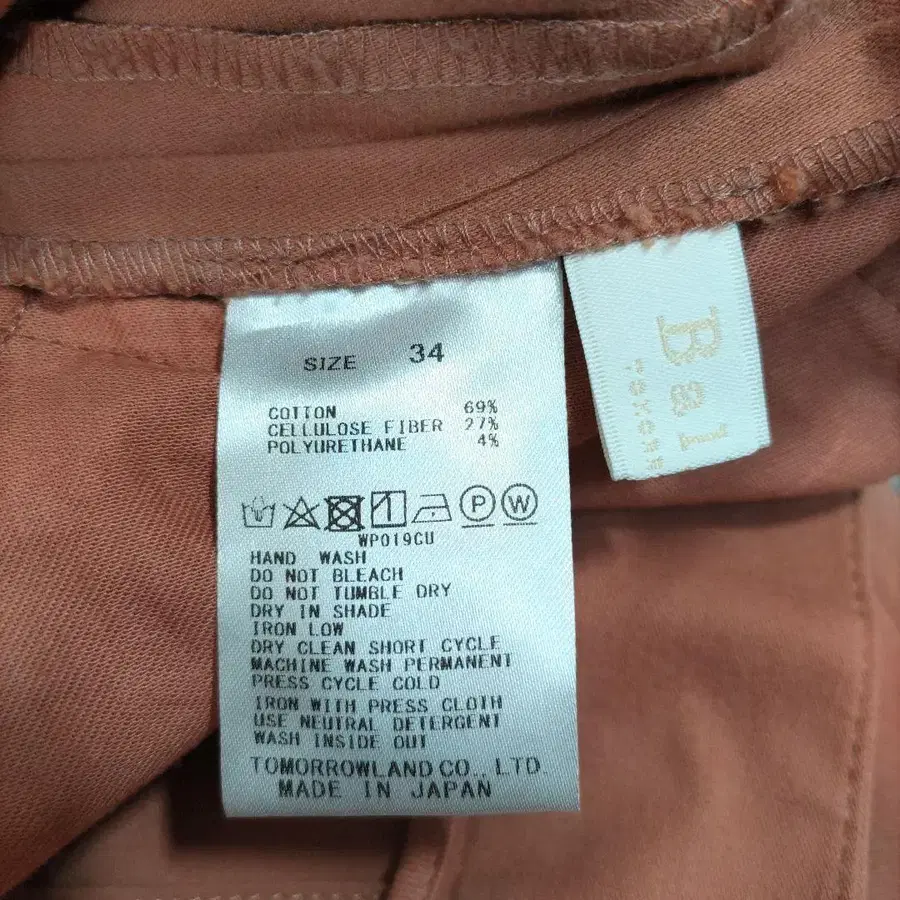 SIZE 34
COTTON 69%
CELLULOSE FIBER 27%
POLYURETHANE 4%
P W
WP019CU
HAND WASH
DO NOT BLEACH
DO NOT TUMBLE DRY
DRY IN SHADE
IRON LOW
DRY CLEAN SHORT CYCLE
MACHINE WASH PERMANENT
PRESS CYCLE COLD
IRON WITH PRESS CLOTH
USE NEUTRAL DETERGENT
WASH INSIDE OUT
TOMORROWLAND CO., LTD.
MADE IN JAPAN